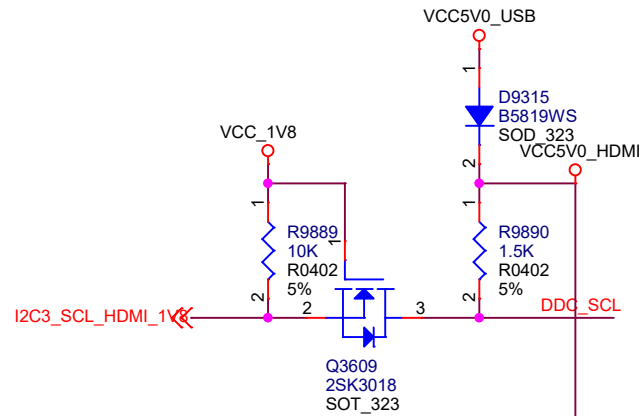 VCC5V0_USB
1
D9315
B5819WS
SOD_323
2
VCC5V0_HDMI
VCC_1V8
1
R9889
10K
R0402
5%
2
1
1
R9890
1.5K
R0402
5%
2
I2C3_SCL_HDMI_1V8
2
3
DDC_SCL
Q3609
2SK3018
SOT_323